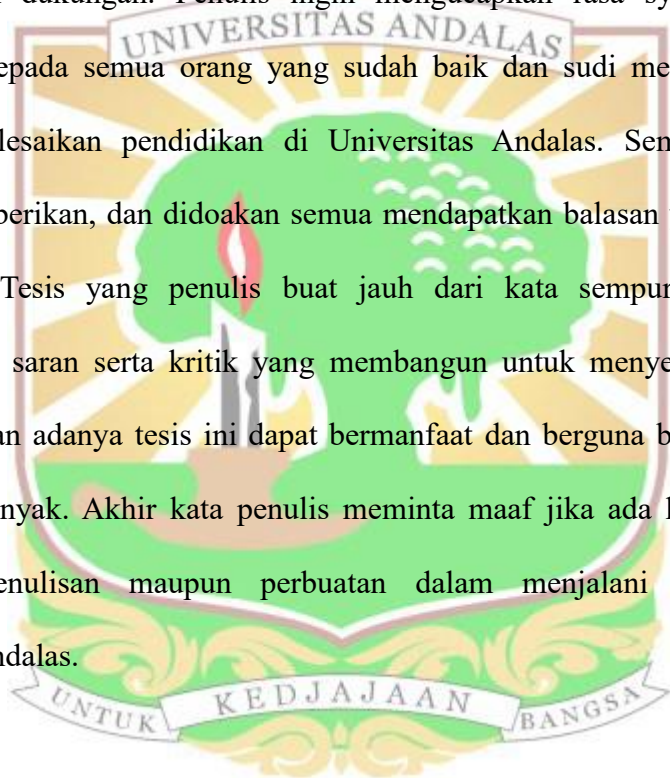 dukungan. Penulis ingin mengucapkan rasa
UNIVERSITAS ANDALAS
epada semua orang yang sudah baik dan sudi me
lesaikan pendidikan di Universitas Andalas. Sem
berikan, dan didoakan semua mendapatkan balasan
Tesis yang penulis buat jauh dari kata sempur
saran serta kritik yang membangun untuk menye
an adanya tesis ini dapat bermanfaat dan berguna b
nyak. Akhir kata penulis meminta maaf jika ada
enulisan maupun perbuatan dalam menjalani
ndalas.
UNTUK KEDJAJAAN BANGSA